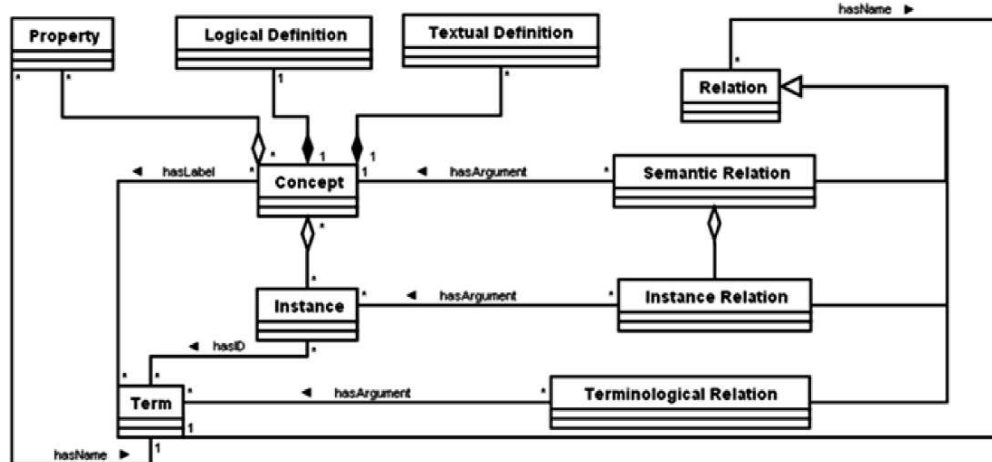 hasName ►
Property
Logical Definition
Textual Definition
Relation
* * 1 * *
* 1 1
◄ hasLabel * Concept 1 ◄ hasArgument * Semantic Relation
*
*
Instance * ◄ hasArgument * Instance Relation
◄ hasID *
* *
Term * ◄ hasArgument * Terminological Relation
1
hasName ► 1